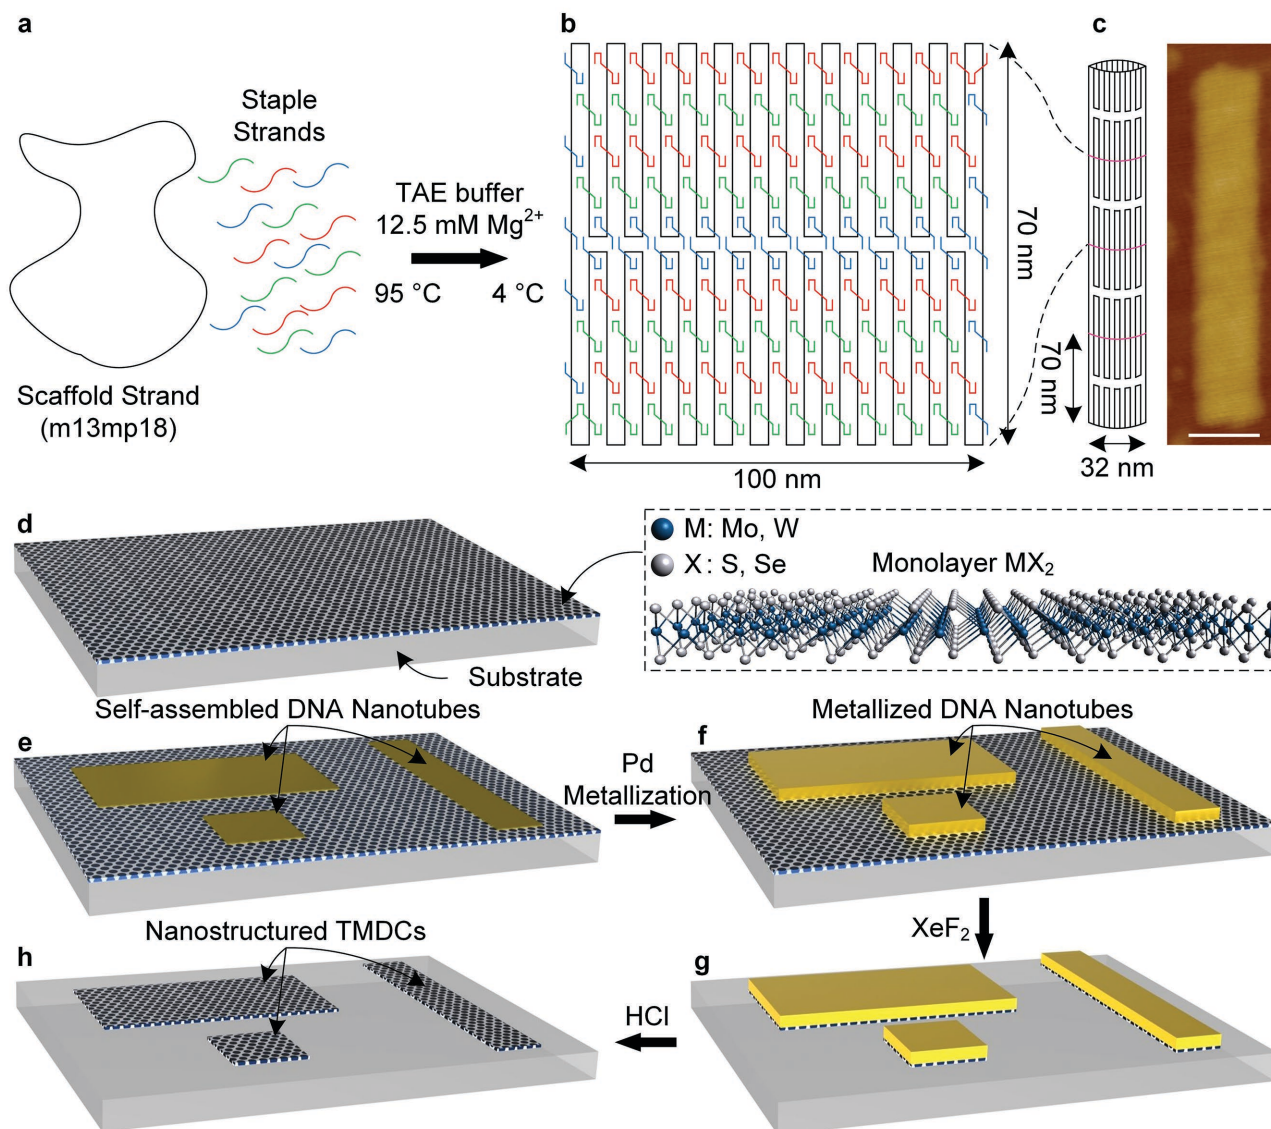 a
Staple
Strands
TAE buffer
12.5 mM Mg²⁺
95 °C 4 °C
Scaffold Strand
(m13mp18)
b
70 nm
100 nm
c
70 nm
32 nm
d
Substrate
M: Mo, W
X: S, Se
Monolayer MX₂
Self-assembled DNA Nanotubes
e
Pd
Metallization
Metallized DNA Nanotubes
f
XeF₂
g
HCl
Nanostructured TMDCs
h